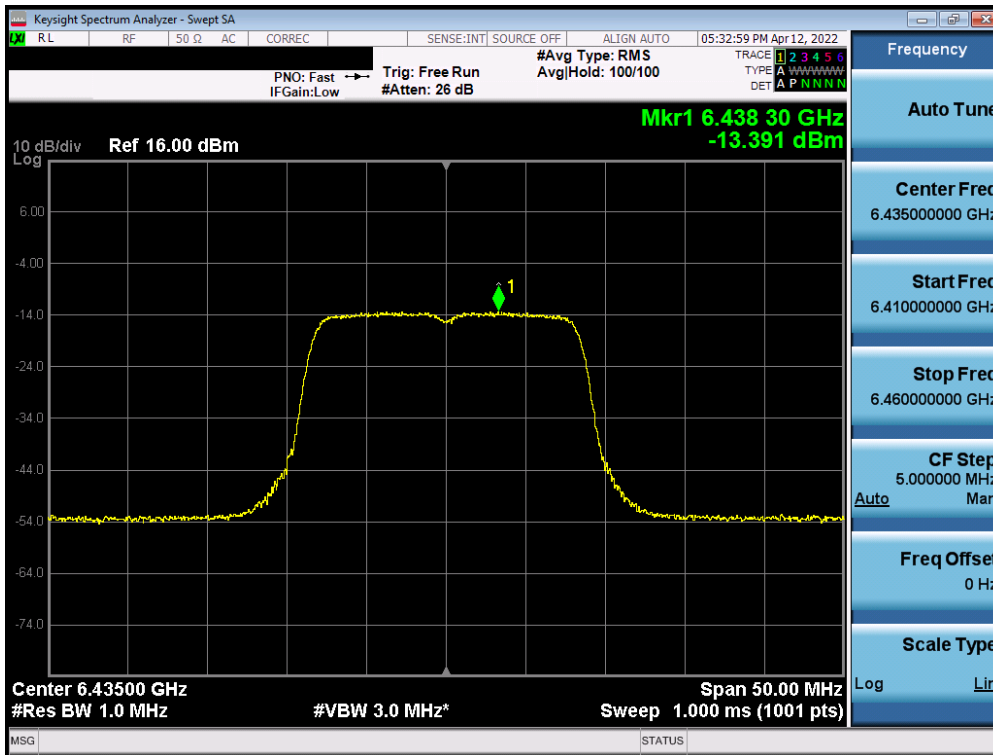 Keysight Spectrum Analyzer - Swept SA
LXI RL RF 50 Ω AC CORREC SENSE:INT SOURCE OFF ALIGN AUTO 05:32:59 PM Apr 12, 2022
PNO: Fast
IFGain:Low
Trig: Free Run
#Atten: 26 dB
#Avg Type: RMS
Avg|Hold: 100/100
TRACE 1 2 3 4 5 6
TYPE A WWWWW
DET A P N N N N
Mkr1 6.438 30 GHz
-13.391 dBm
10 dB/div Ref 16.00 dBm
Log
6.00
-4.00
-14.0
-24.0
-34.0
-44.0
-54.0
-64.0
-74.0
1
Center 6.43500 GHz
Span 50.00 MHz
#Res BW 1.0 MHz
#VBW 3.0 MHz*
Sweep 1.000 ms (1001 pts)
MSG STATUS
Frequency
Auto Tune
Center Freq
6.435000000 GHz
Start Freq
6.410000000 GHz
Stop Freq
6.460000000 GHz
CF Step
5.000000 MHz
Auto Man
Freq Offset
0 Hz
Scale Type
Log Lin